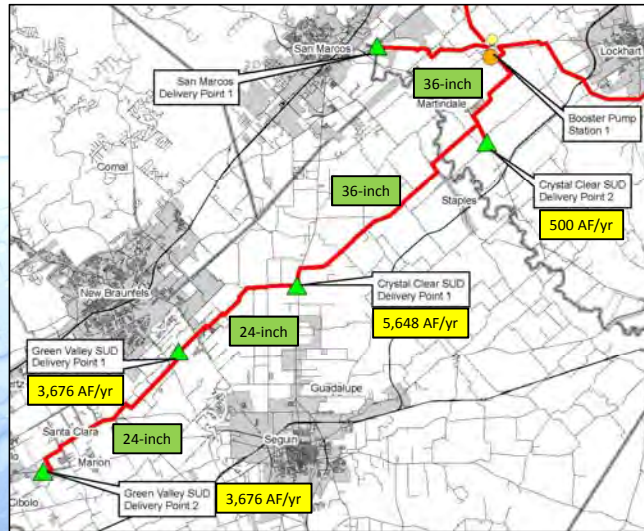 San Marcos
Lockhart
San Marcos
Delivery Point 1
36-inch
Martindale
Booster Pump
Station 1
Comal
36-inch
Staples
Crystal Clear SUD
Delivery Point 2
500 AF/yr
New Braunfels
Crystal Clear SUD
Delivery Point 1
5,648 AF/yr
24-inch
Green Valley SUD
Delivery Point 1
3,676 AF/yr
Guadalupe
Santa Clara
24-inch
Seguin
Marion
Cibolo
Green Valley SUD
Delivery Point 2
3,676 AF/yr